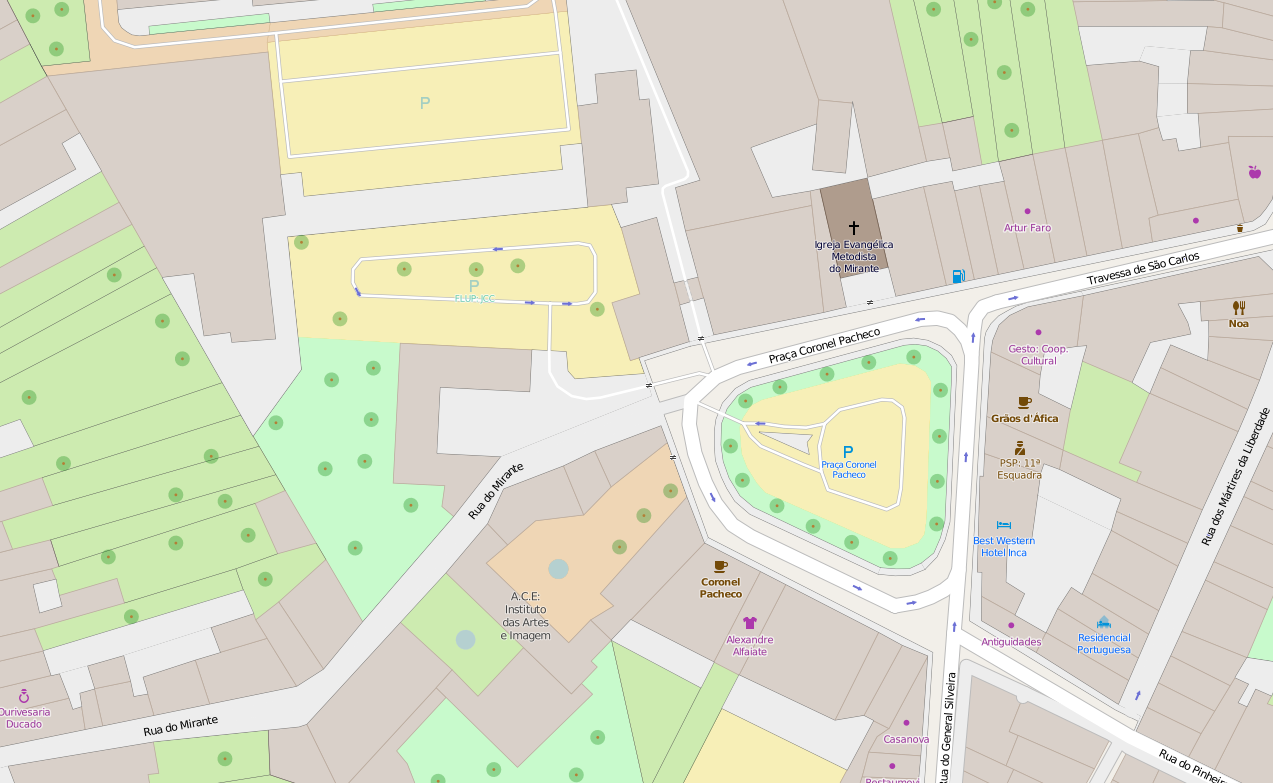 P
Artur Faro
Igreja Evangélica
Metodista
do Mirante
Travessa de São Carlos
P
FLUP-JCC
Noa
Praça Coronel Pacheco
Gesto: Coop.
Cultural
Grãos d'Áfica
P
Praça Coronel
Pacheco
PSP: 11ª
Esquadra
Rua dos Mártires da Liberdade
Rua do Mirante
Best Western
Hotel Inca
Coronel
Pacheco
A.C.E:
Instituto
das Artes
e Imagem
Alexandre
Alfaiate
Antiguidades
Residencial
Portuguesa
Ourivesaria
Ducado
Rua do Mirante
Rua do General Silveira
Casanova
Rua do Pinheiro